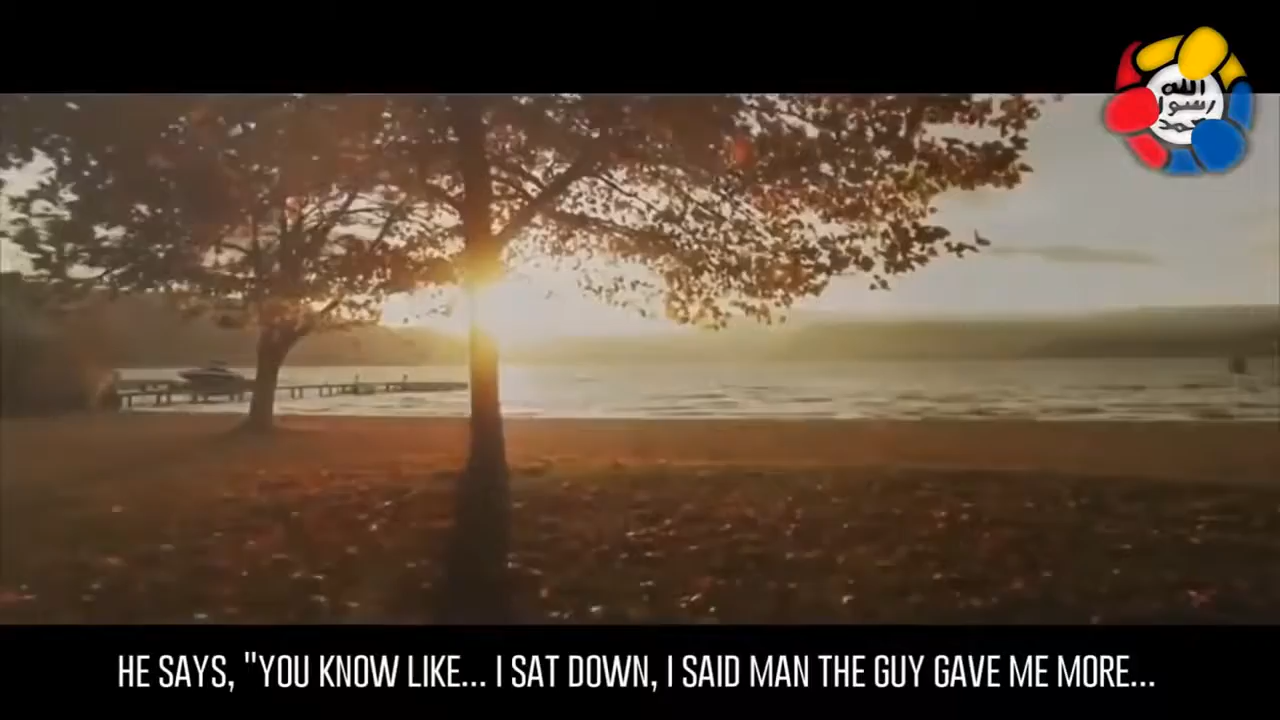 الله
رسول
محمد
HE SAYS, "YOU KNOW LIKE... I SAT DOWN, I SAID MAN THE GUY GAVE ME MORE...